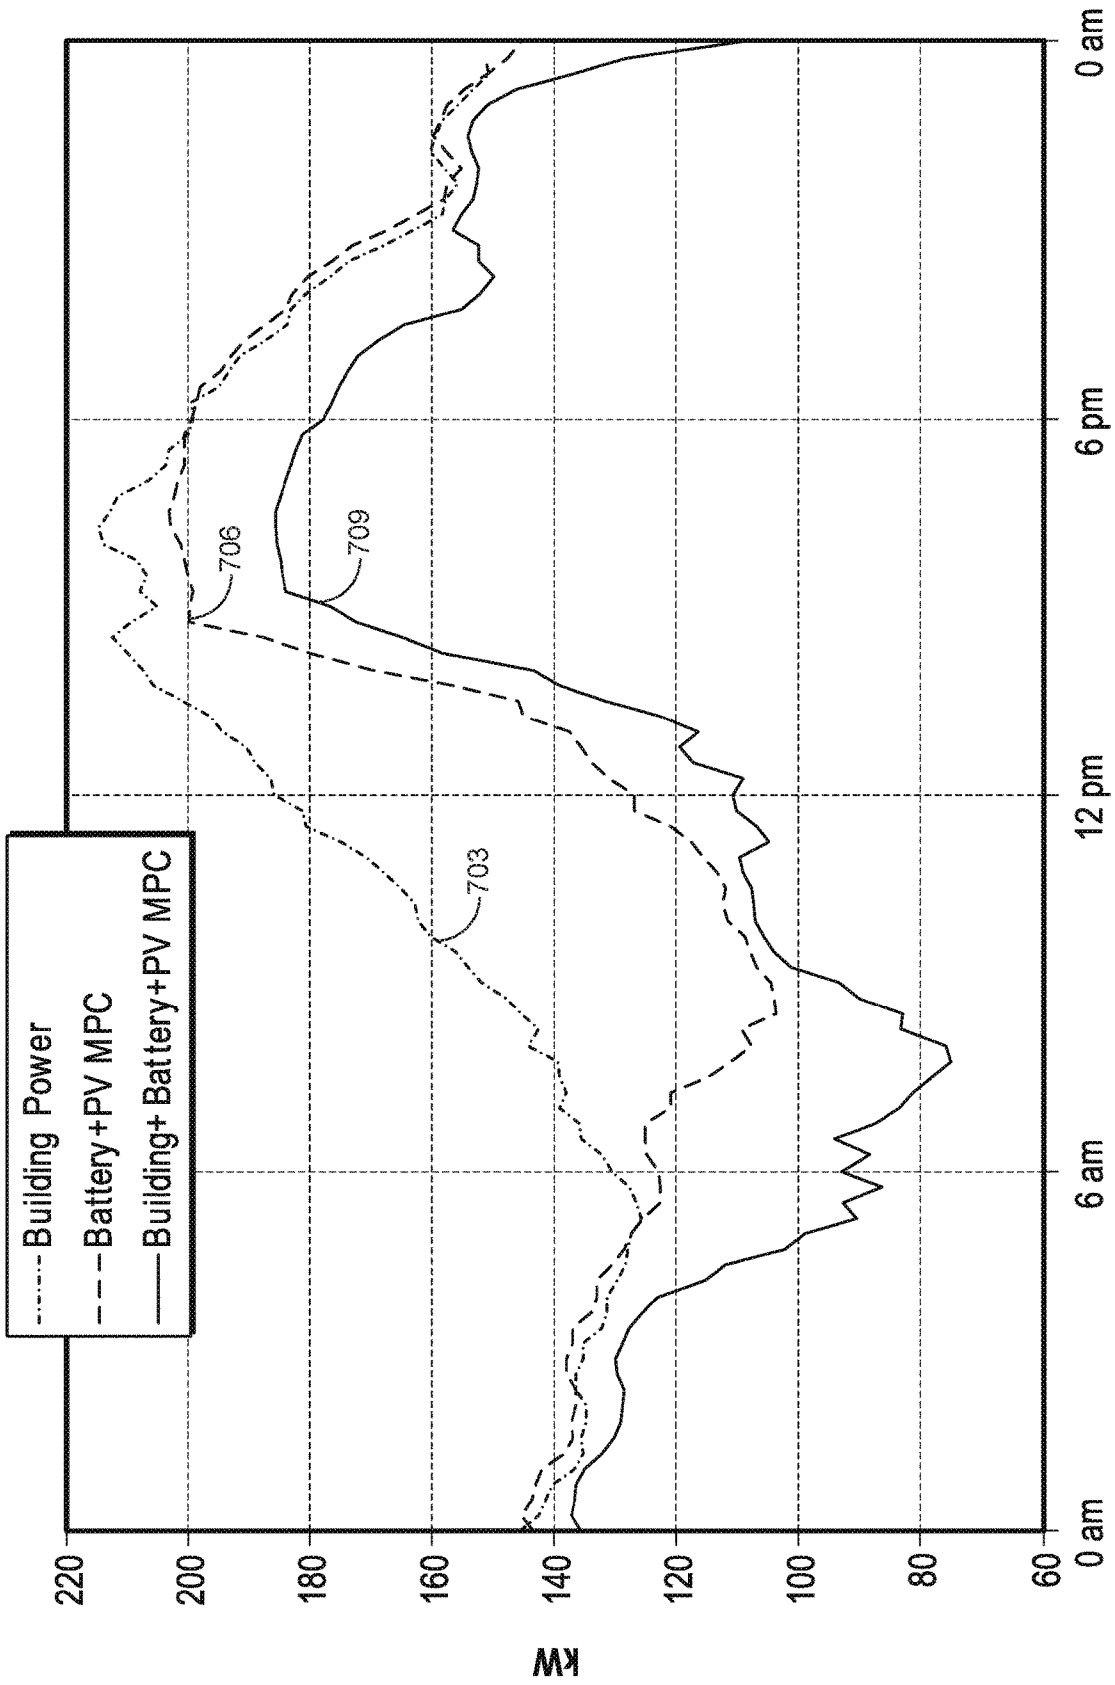 Building Power
Battery+PV MPC
Building+ Battery+PV MPC
220
200
180
160
140
120
100
80
60
kW
703
706
709
0 am
6 am
12 pm
6 pm
0 am